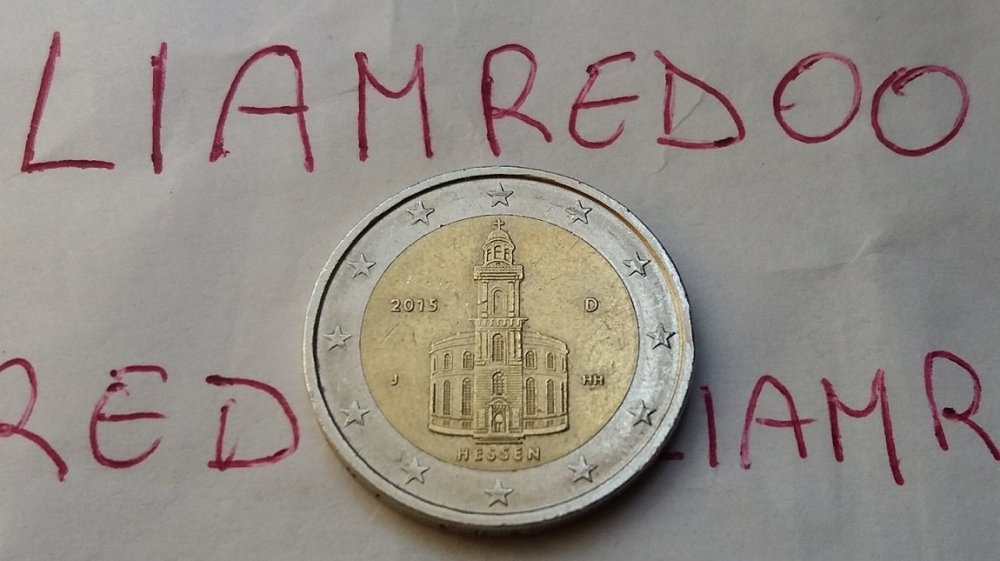 LIAMREDOO
2015 D
RED J HH LIAMR
HESSEN